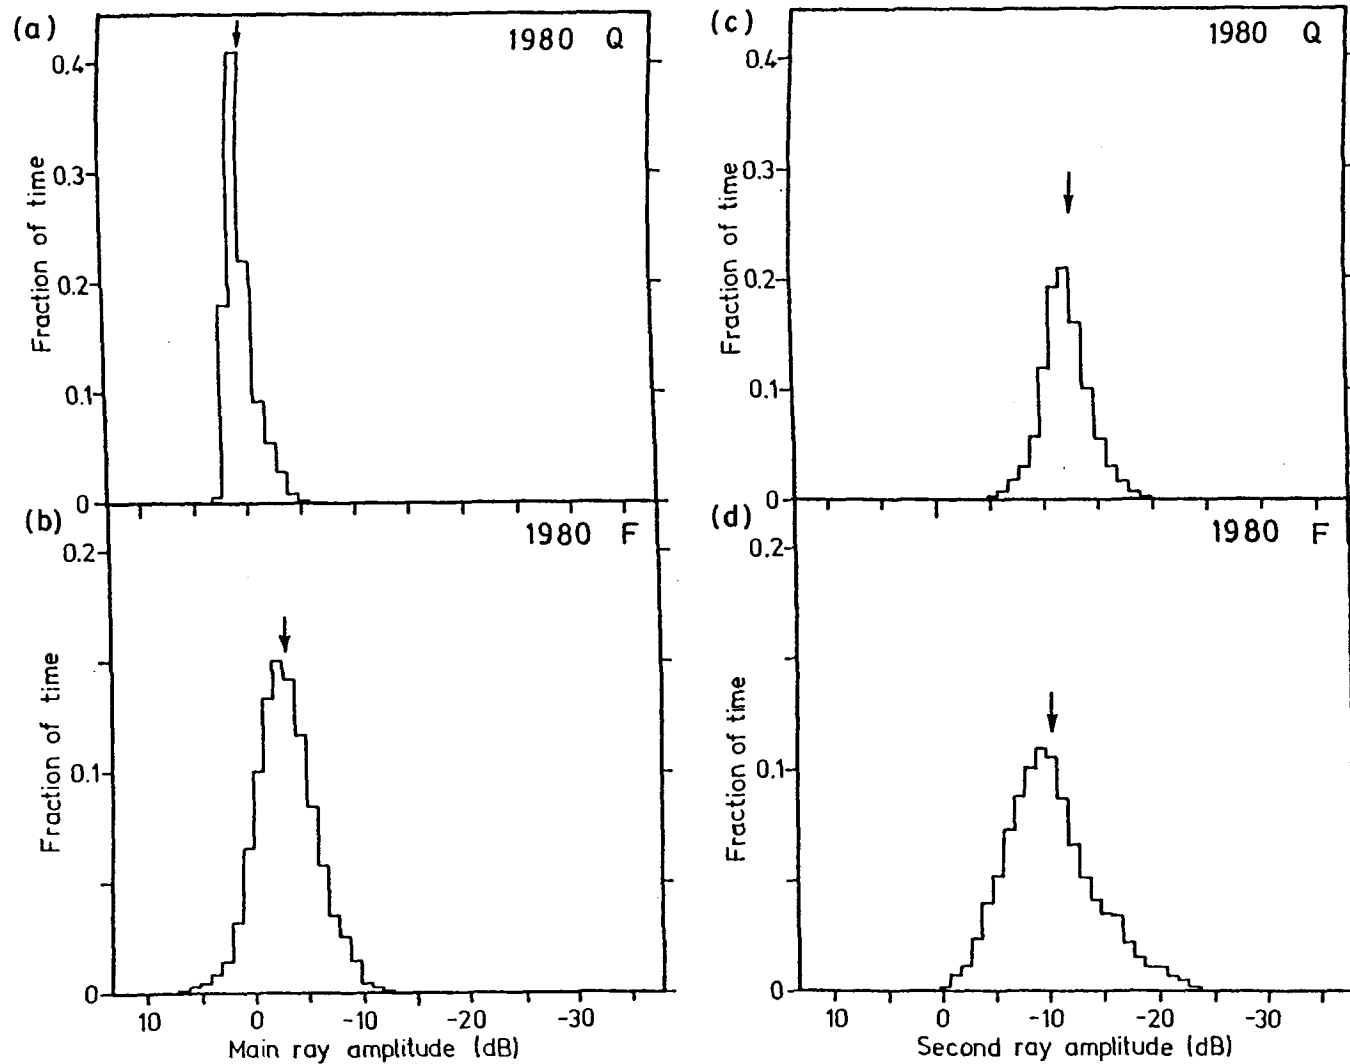 (a)
1980 Q
0.4
0.3
0.2
0.1
0
Fraction of time
(b)
1980 F
0.2
0.1
0
Fraction of time
10 0 -10 -20 -30
Main ray amplitude (dB)
(c)
1980 Q
0.4
0.3
0.2
0.1
0
Fraction of time
(d)
1980 F
0.2
0.1
0
Fraction of time
10 0 -10 -20 -30
Second ray amplitude (dB)